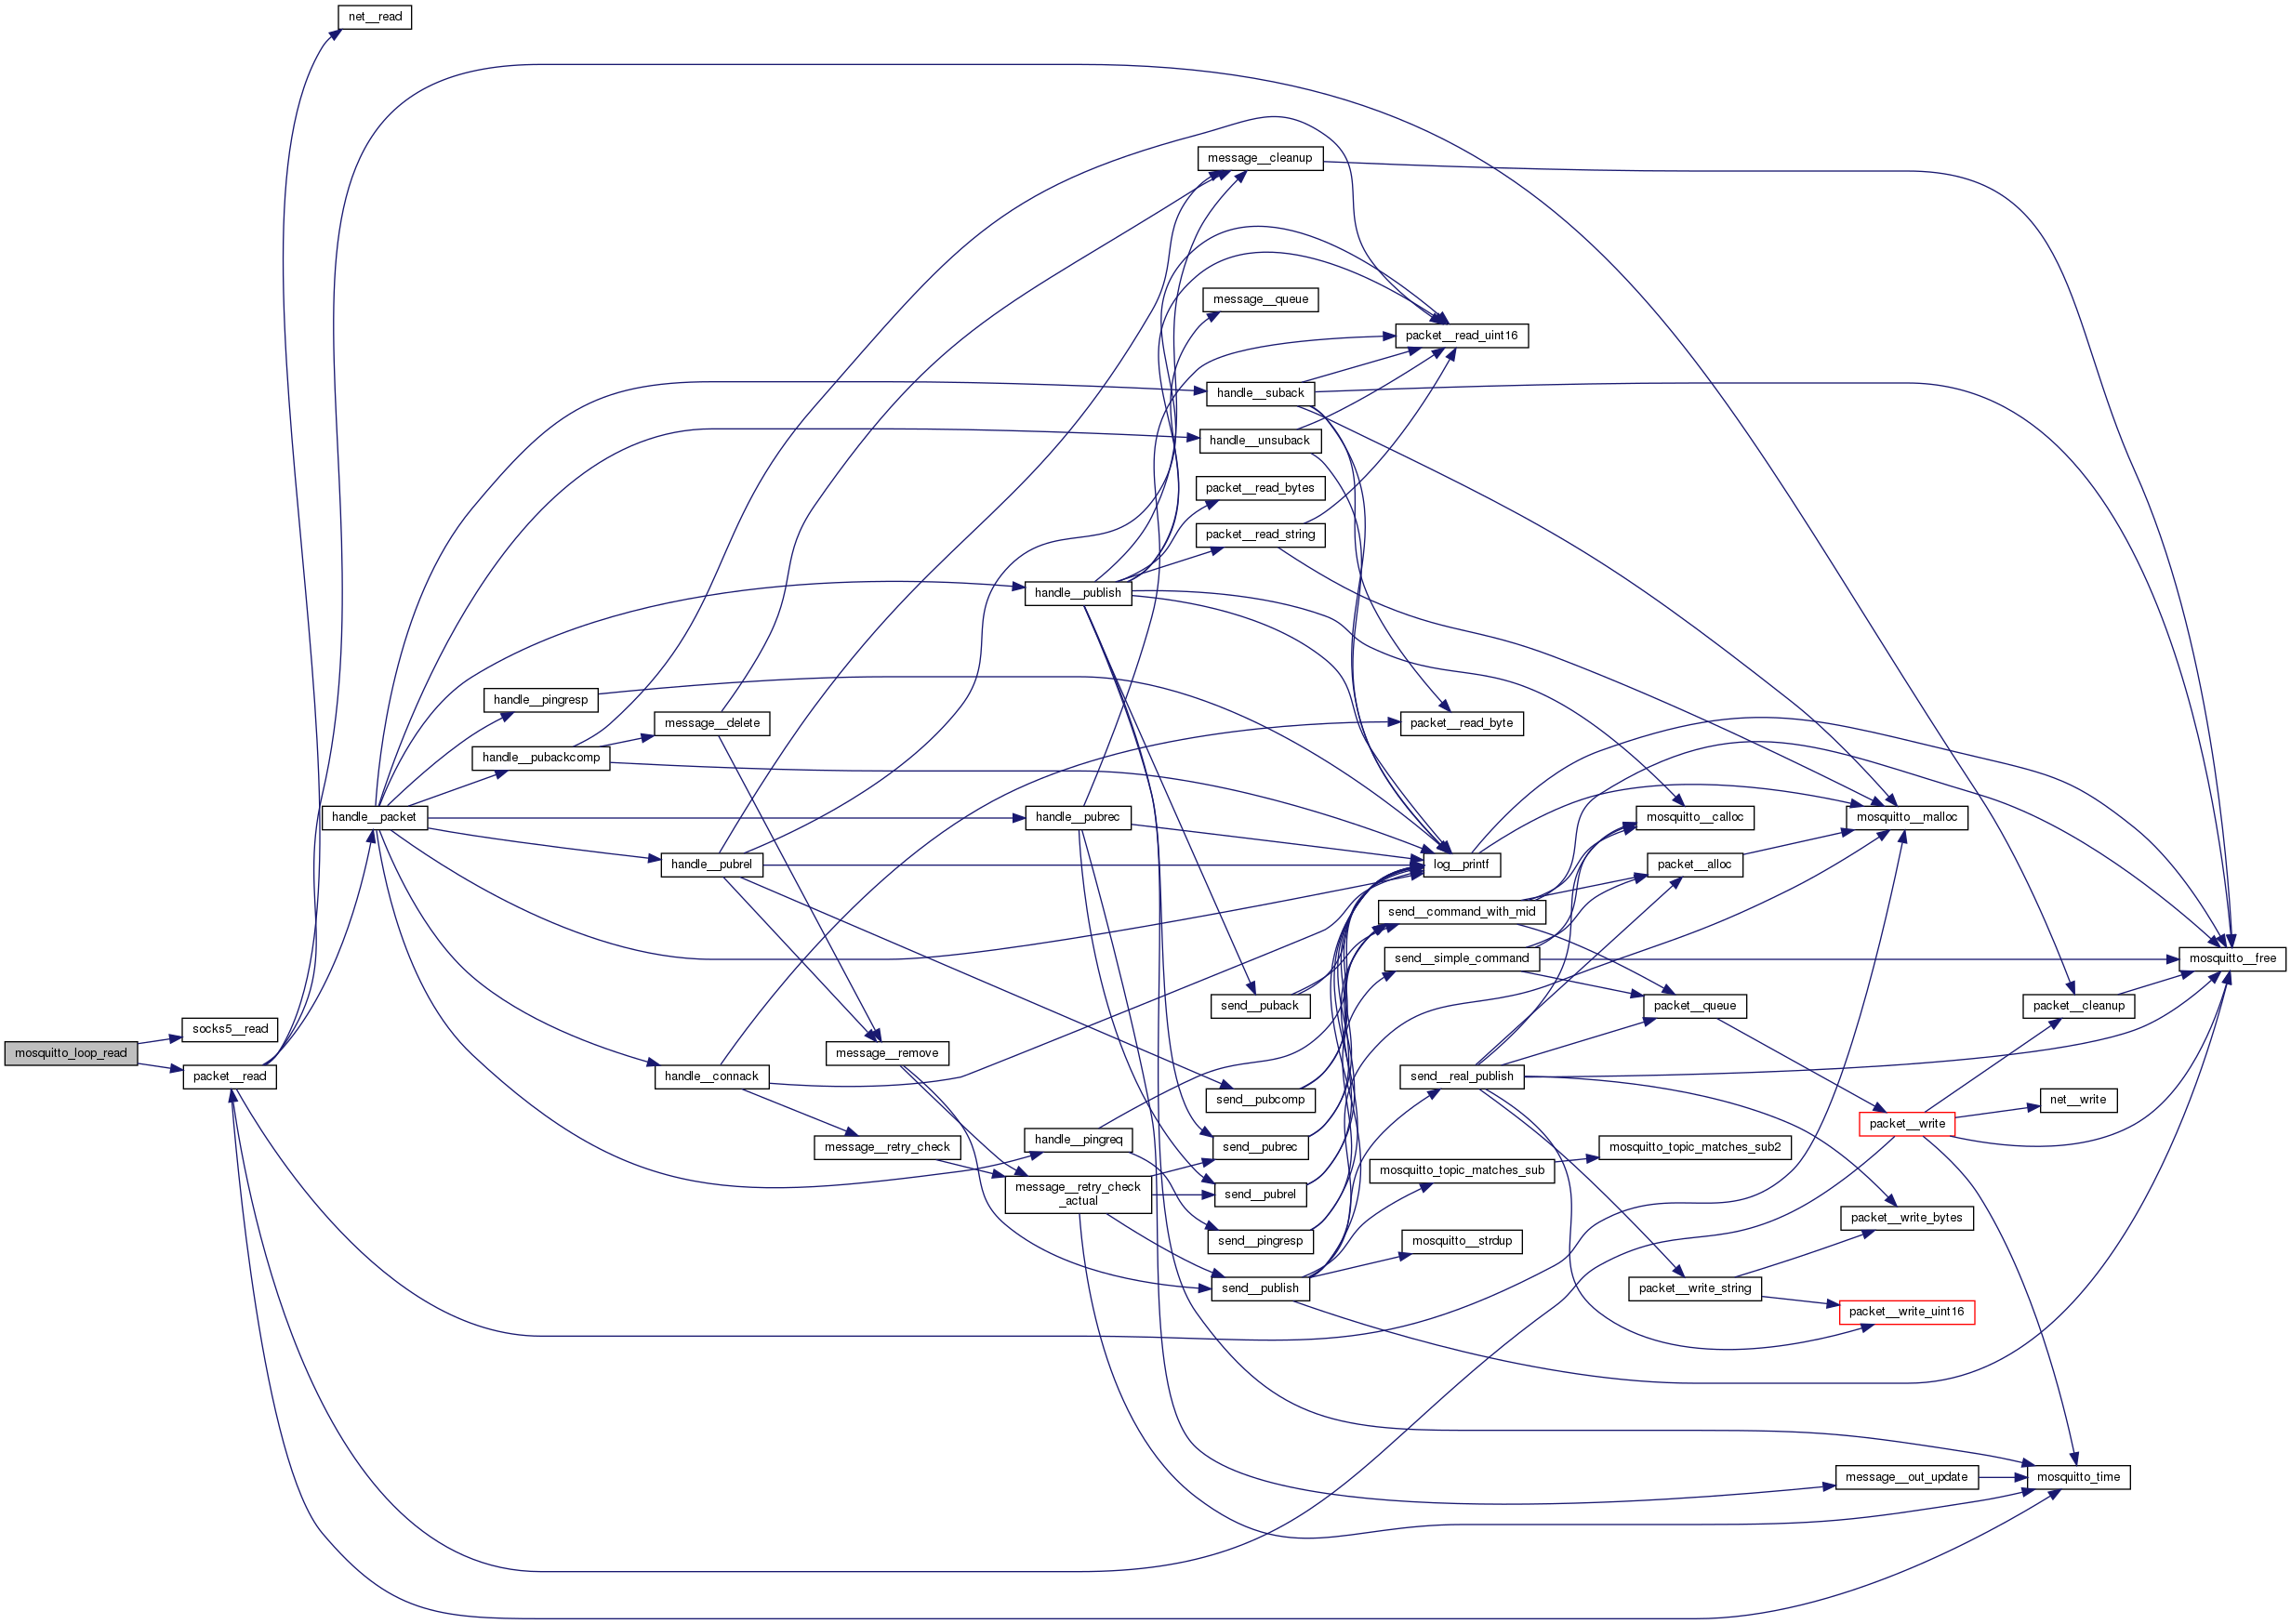 net__read
message__cleanup
message__queue
packet__read_uint16
handle__suback
handle__unsuback
packet__read_bytes
packet__read_string
handle__publish
handle__pingresp
message__delete
packet__read_byte
handle__pubackcomp
handle__packet
handle__pubrec
mosquitto__calloc
mosquitto__malloc
handle__pubrel
log__printf
packet__alloc
send__command_with_mid
send__simple_command
mosquitto__free
send__puback
packet__queue
packet__cleanup
socks5__read
mosquitto_loop_read
message__remove
packet__read
handle__connack
send__real_publish
send__pubcomp
net__write
packet__write
handle__pingreq
message__retry_check
send__pubrec
mosquitto_topic_matches_sub2
mosquitto_topic_matches_sub
message__retry_check
_actual
send__pubrel
packet__write_bytes
send__pingresp
mosquitto__strdup
send__publish
packet__write_string
packet__write_uint16
message__out_update
mosquitto_time